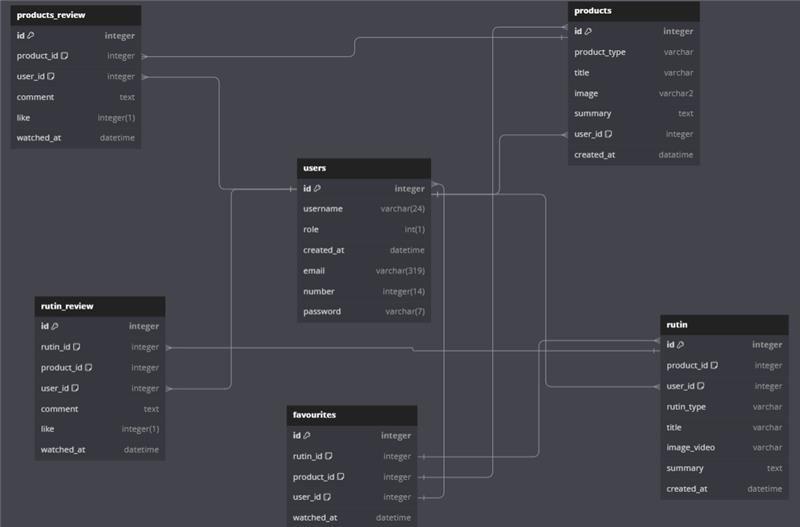 products_review
id integer
product_id integer
user_id integer
comment text
like integer(1)
watched_at datetime
products
id integer
product_type varchar
title varchar
image varchar2
summary text
user_id integer
created_at datatime
users
id integer
username varchar(24)
role int(1)
created_at datetime
email varchar(319)
number integer(14)
password varchar(7)
rutin_review
id integer
rutin_id integer
product_id integer
user_id integer
comment text
like integer(1)
watched_at datetime
favourites
id integer
rutin_id integer
product_id integer
user_id integer
watched_at datetime
rutin
id integer
product_id integer
user_id integer
rutin_type varchar
title varchar
image_video varchar
summary text
created_at datetime